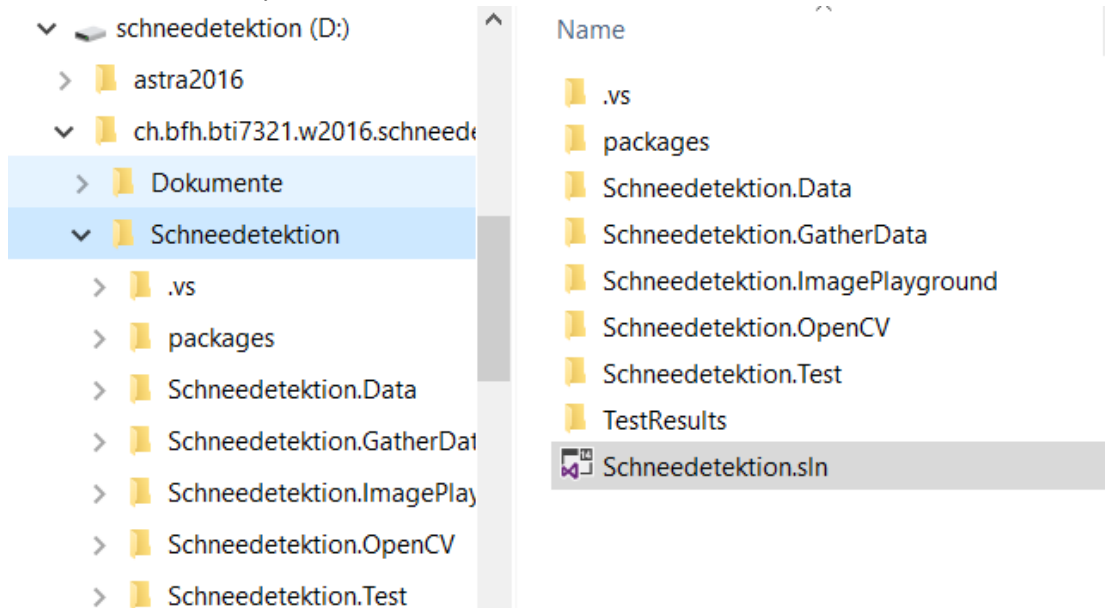 schneedetektion (D:)
astra2016
ch.bfh.bti7321.w2016.schneede
Dokumente
Schneedetektion
.vs
packages
Schneedetektion.Data
Schneedetektion.GatherDat
Schneedetektion.ImagePlay
Schneedetektion.OpenCV
Schneedetektion.Test
Name
.vs
packages
Schneedetektion.Data
Schneedetektion.GatherData
Schneedetektion.ImagePlayground
Schneedetektion.OpenCV
Schneedetektion.Test
TestResults
Schneedetektion.sln